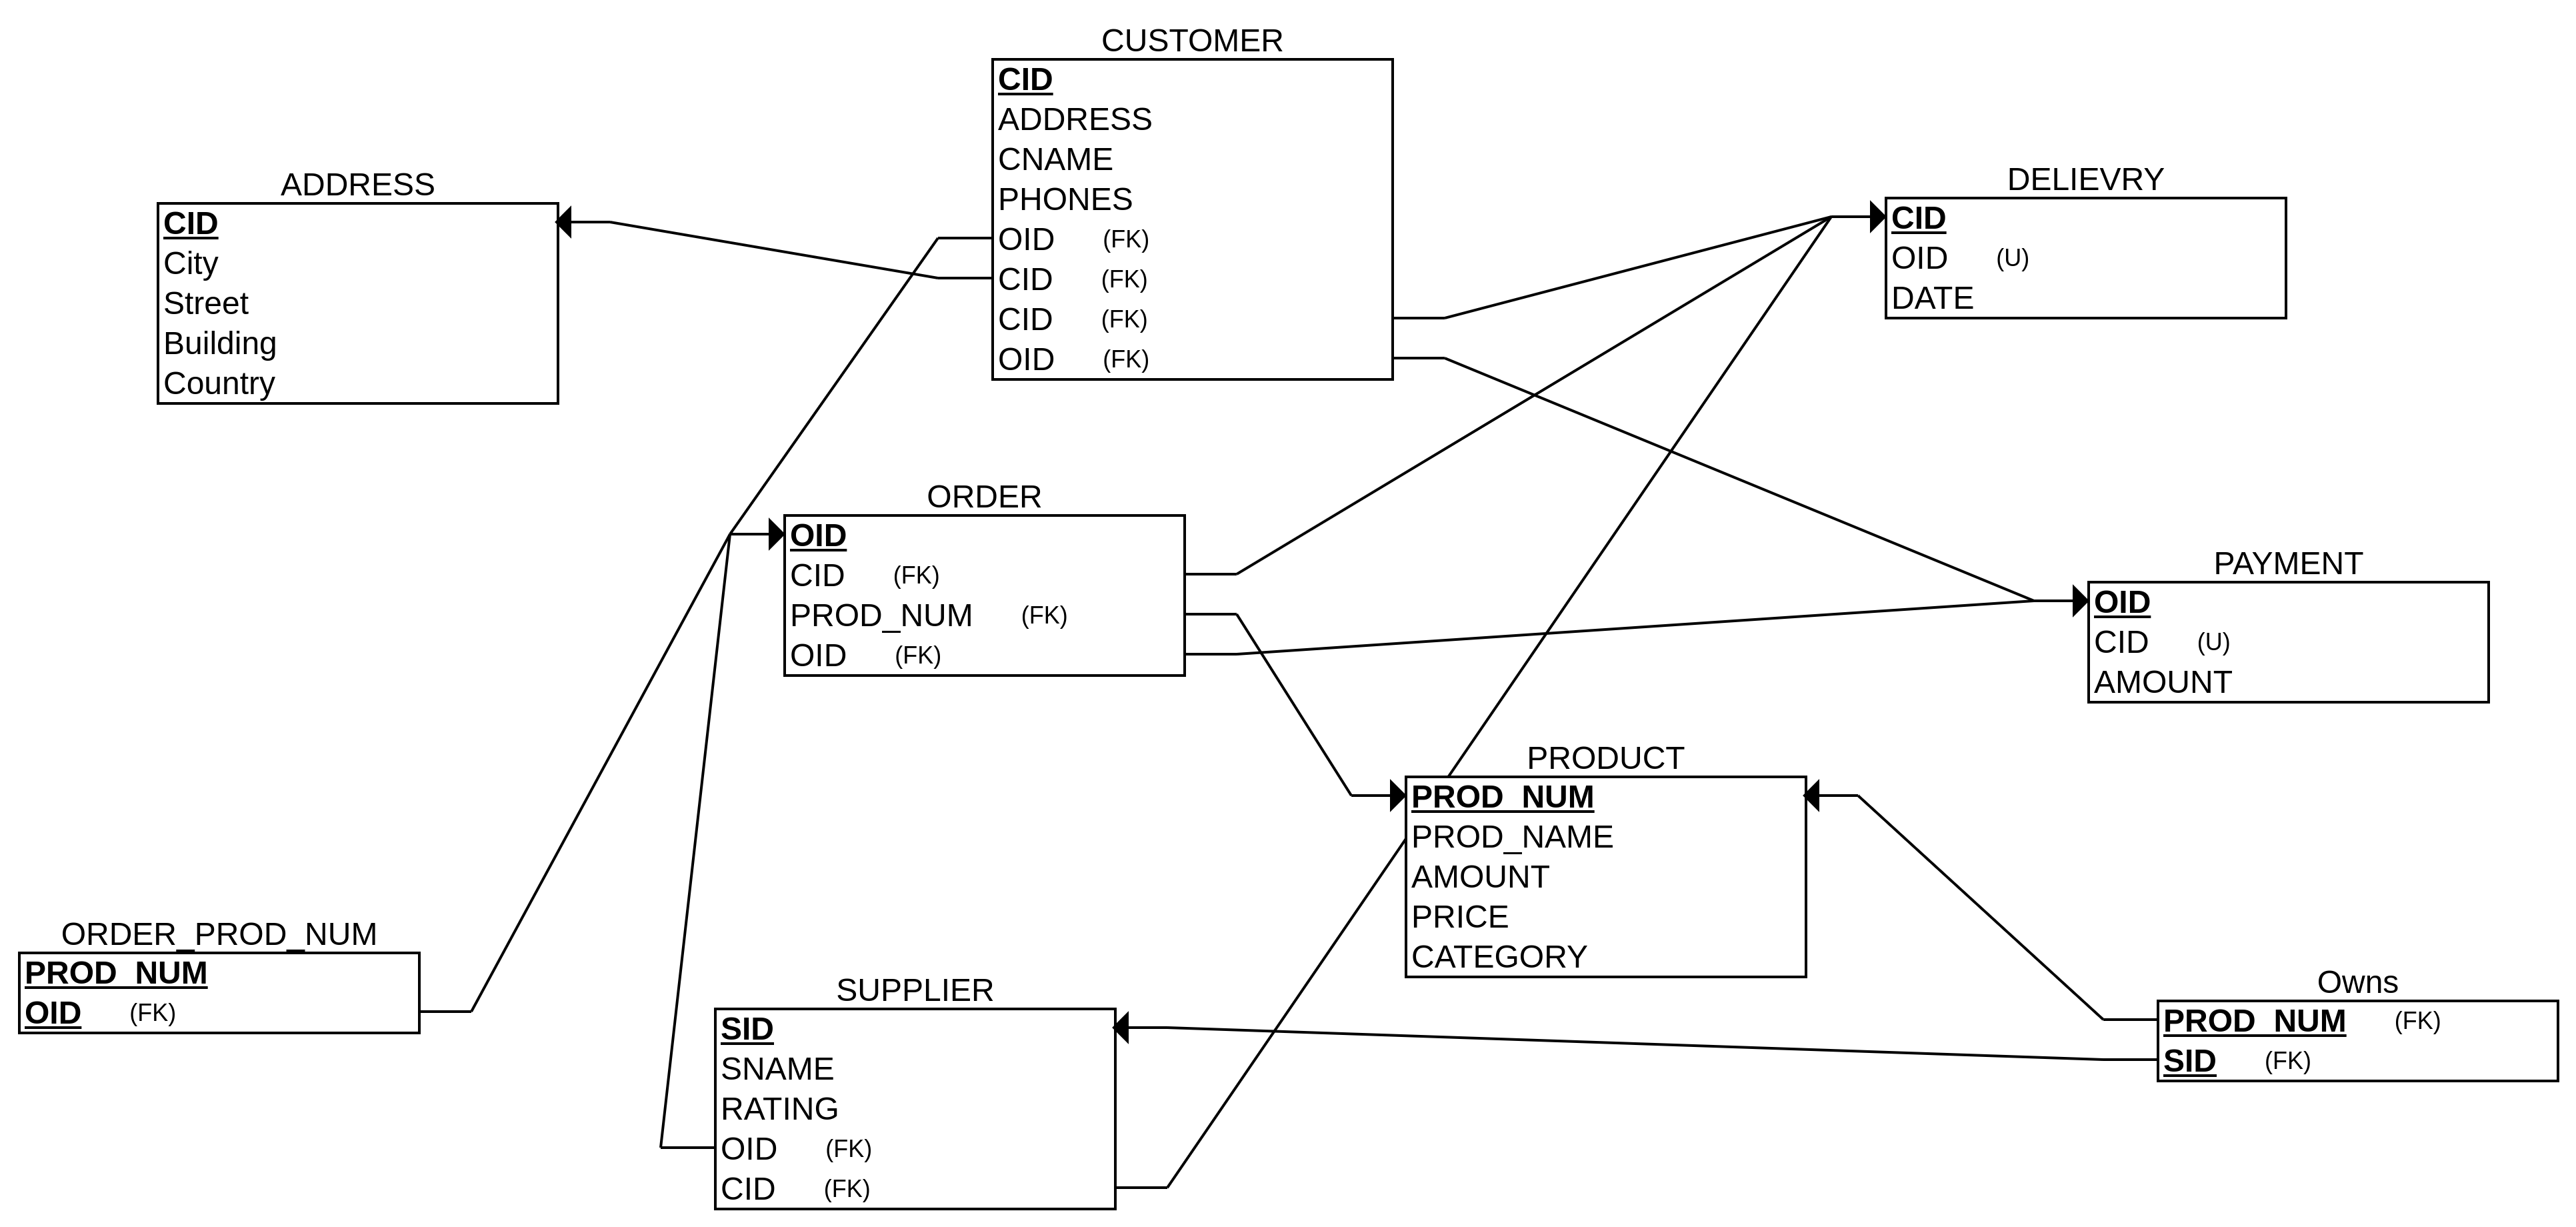 CUSTOMER
CID
ADDRESS
CNAME
PHONES
OID (FK)
CID (FK)
CID (FK)
OID (FK)
ADDRESS
CID
City
Street
Building
Country
DELIEVRY
CID
OID (U)
DATE
ORDER
OID
CID (FK)
PROD_NUM (FK)
OID (FK)
PAYMENT
OID
CID (U)
AMOUNT
PRODUCT
PROD_NUM
PROD_NAME
AMOUNT
PRICE
CATEGORY
ORDER_PROD_NUM
PROD_NUM
OID (FK)
SUPPLIER
SID
SNAME
RATING
OID (FK)
CID (FK)
Owns
PROD_NUM (FK)
SID (FK)